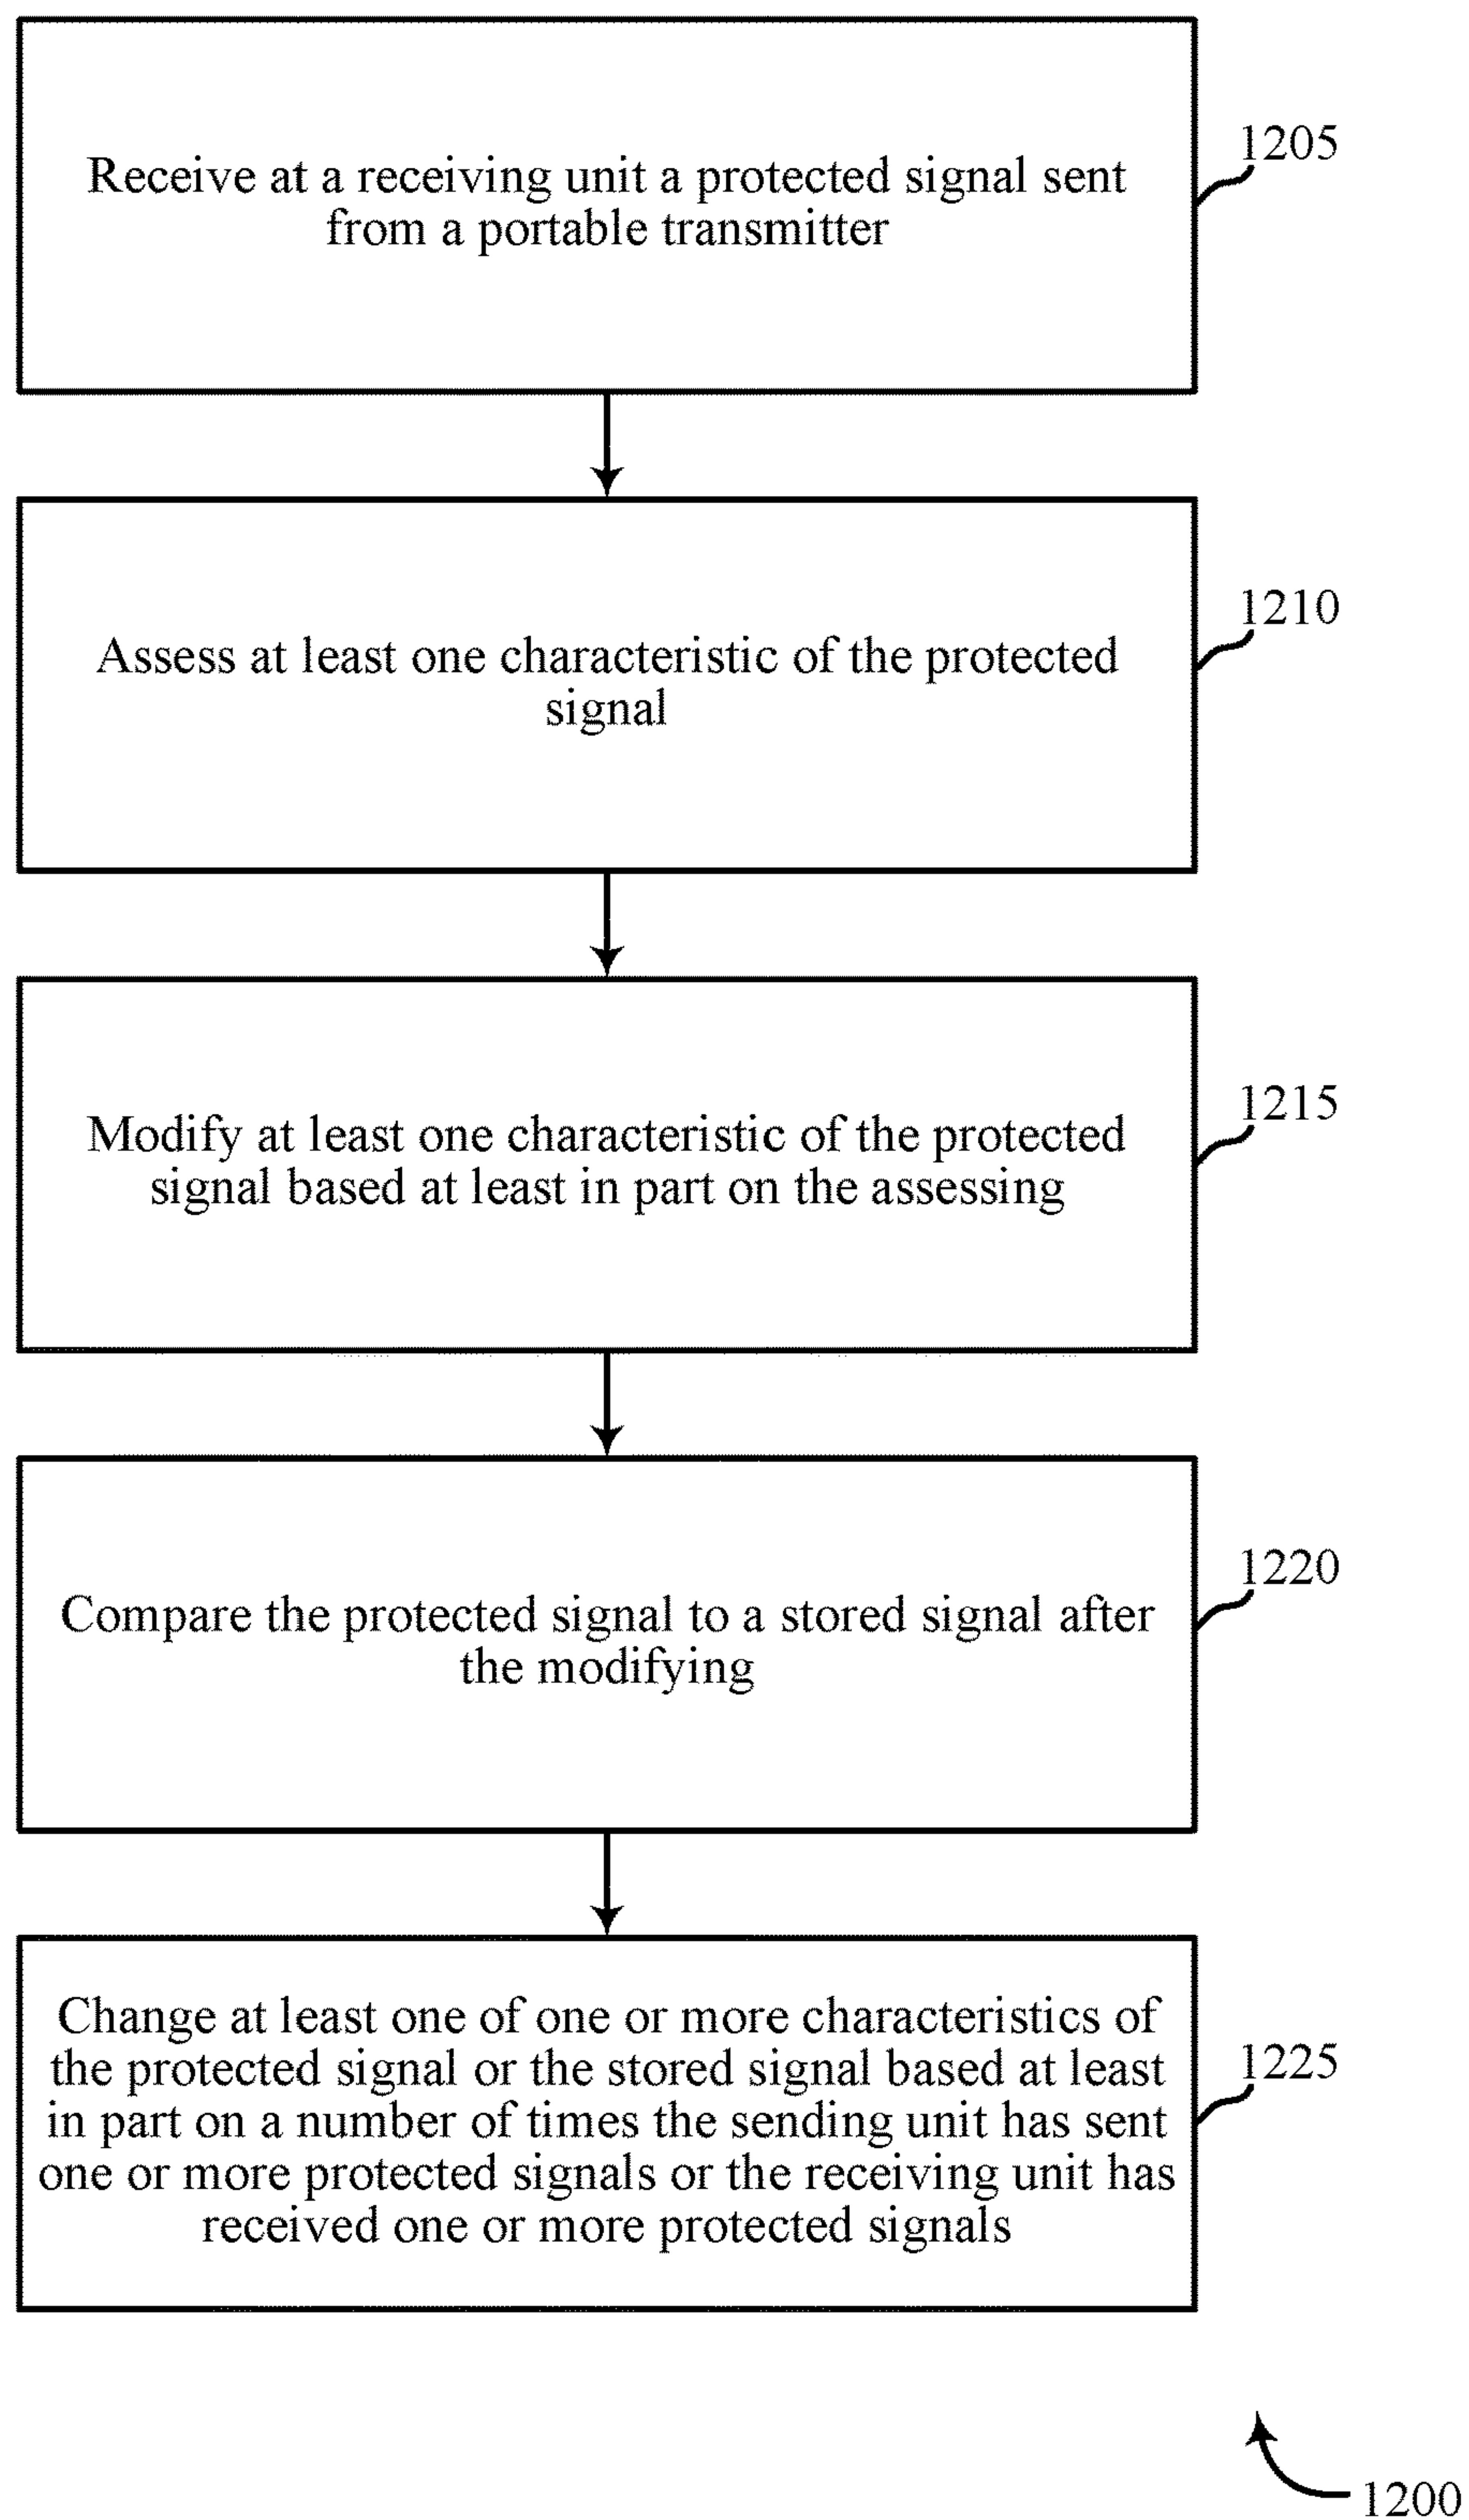 Receive at a receiving unit a protected signal sent
from a portable transmitter
1205
Assess at least one characteristic of the protected
signal
1210
Modify at least one characteristic of the protected
signal based at least in part on the assessing
1215
Compare the protected signal to a stored signal after
the modifying
1220
Change at least one of one or more characteristics of
the protected signal or the stored signal based at least
in part on a number of times the sending unit has sent
one or more protected signals or the receiving unit has
received one or more protected signals
1225
1200